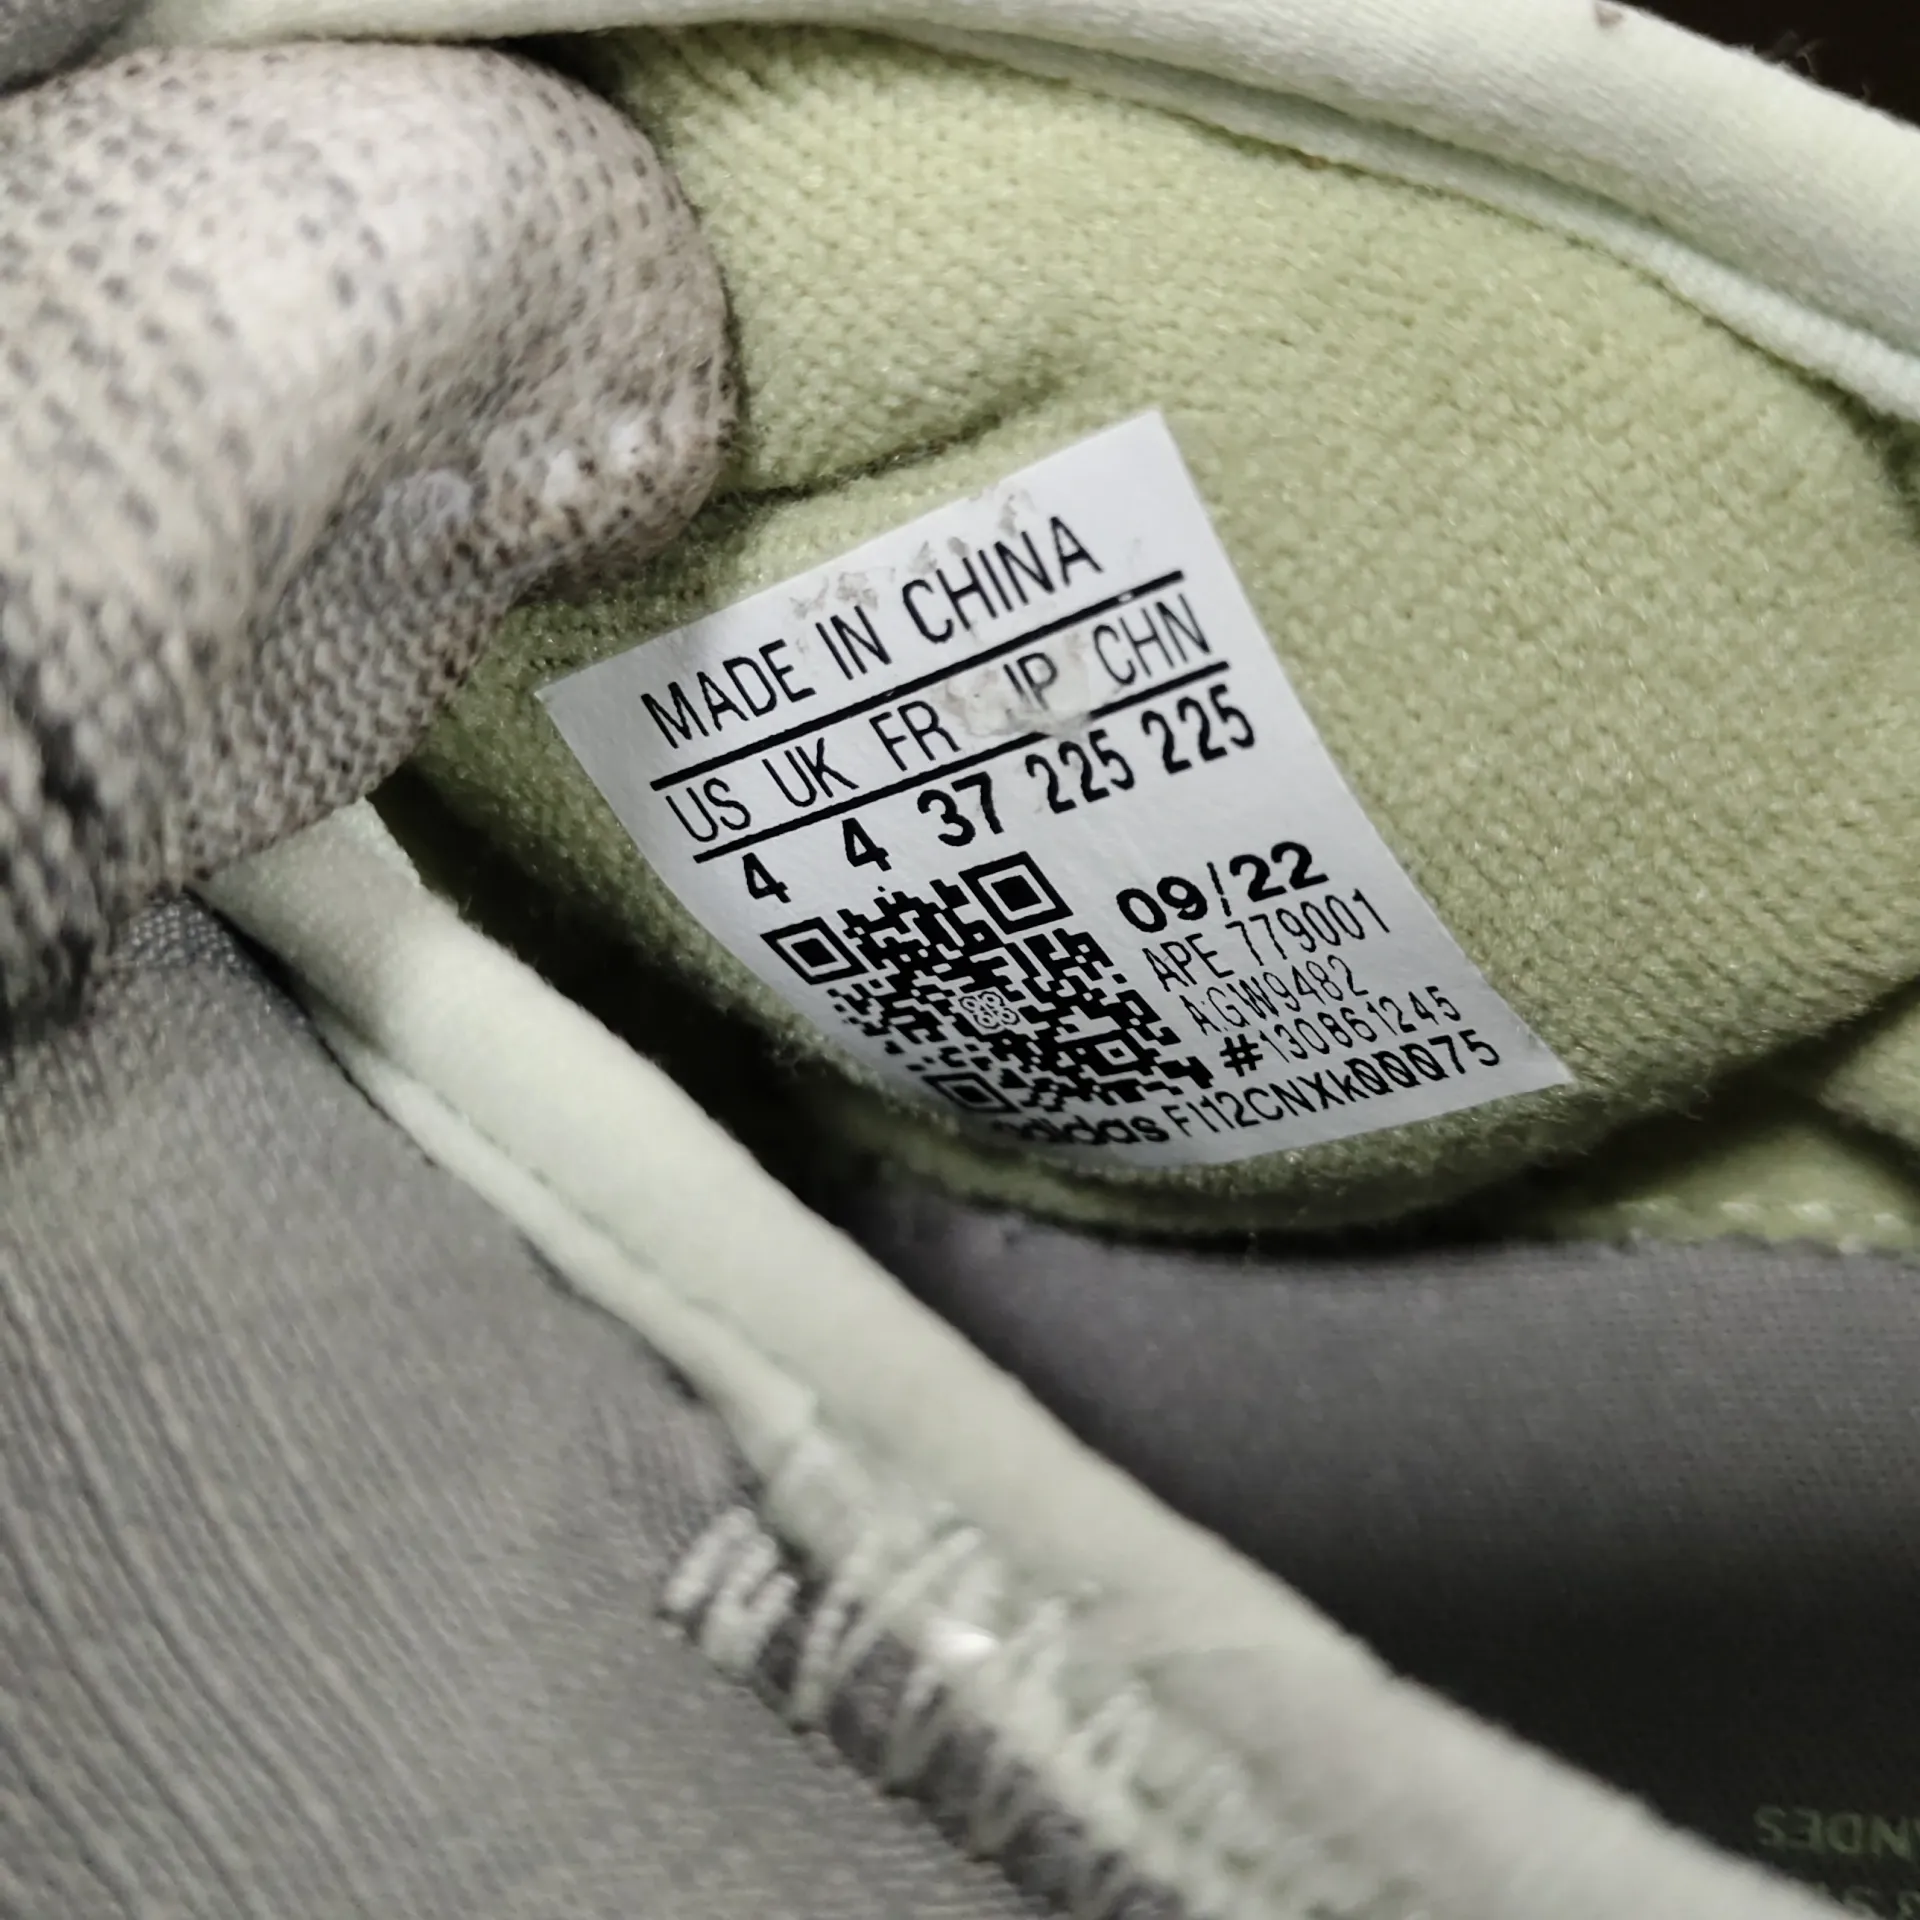 MADE IN CHINA
US UK FR JP CHN
4 4 37 225 225
09/22
APE 779001
A:GW9482
#130861245
adidas FI12CNXK00075